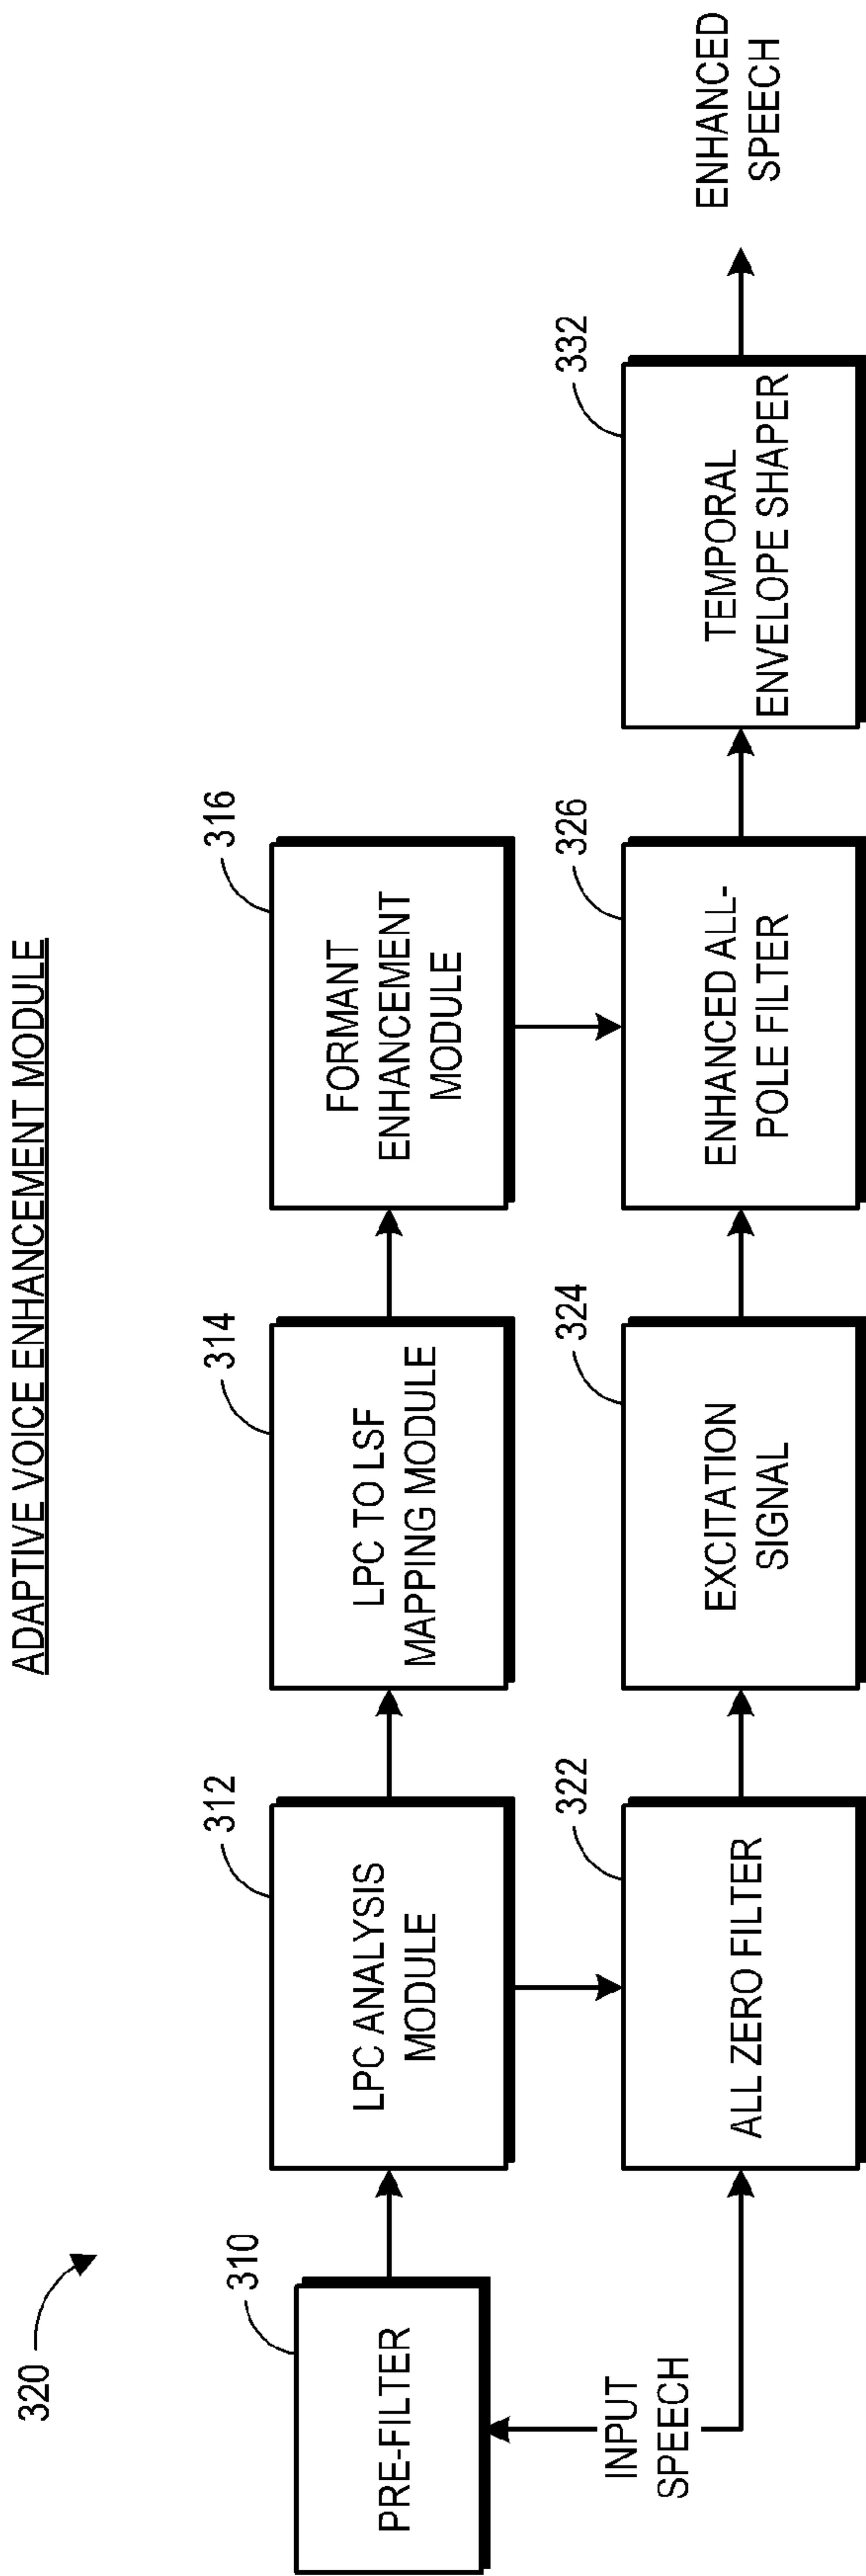 ADAPTIVE VOICE ENHANCEMENT MODULE
320
310
PRE-FILTER
312
LPC ANALYSIS
MODULE
314
LPC TO LSF
MAPPING MODULE
316
FORMANT
ENHANCEMENT
MODULE
INPUT
SPEECH
322
ALL ZERO FILTER
324
EXCITATION
SIGNAL
326
ENHANCED ALL-
POLE FILTER
332
TEMPORAL
ENVELOPE SHAPER
ENHANCED
SPEECH